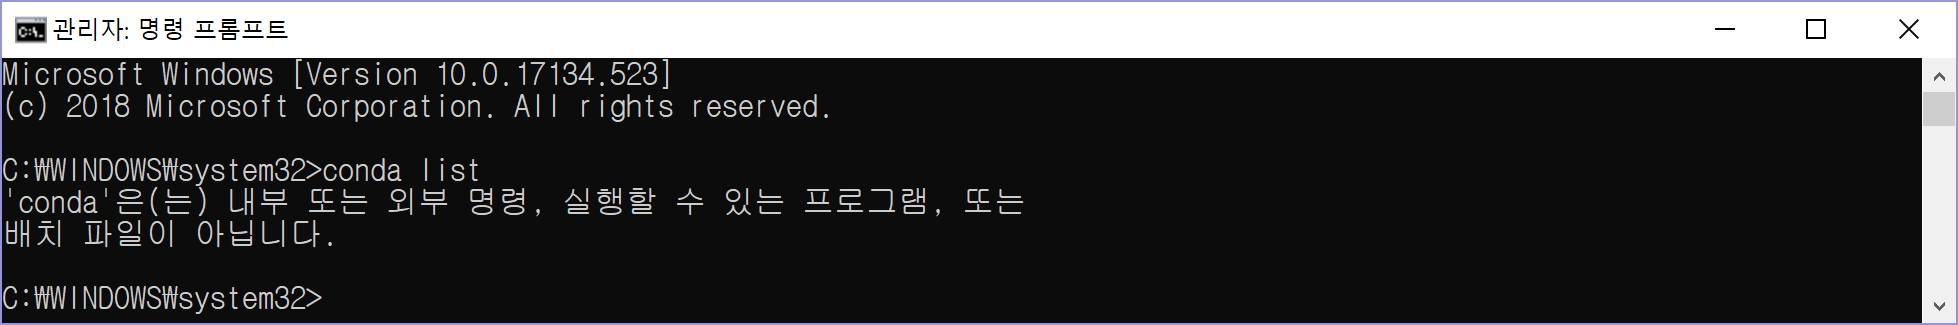 관리자: 명령 프롬프트
Microsoft Windows [Version 10.0.17134.523]
(c) 2018 Microsoft Corporation. All rights reserved.
C:₩WINDOWS₩system32>conda list
'conda'은(는) 내부 또는 외부 명령, 실행할 수 있는 프로그램, 또는
배치 파일이 아닙니다.
C:₩WINDOWS₩system32>